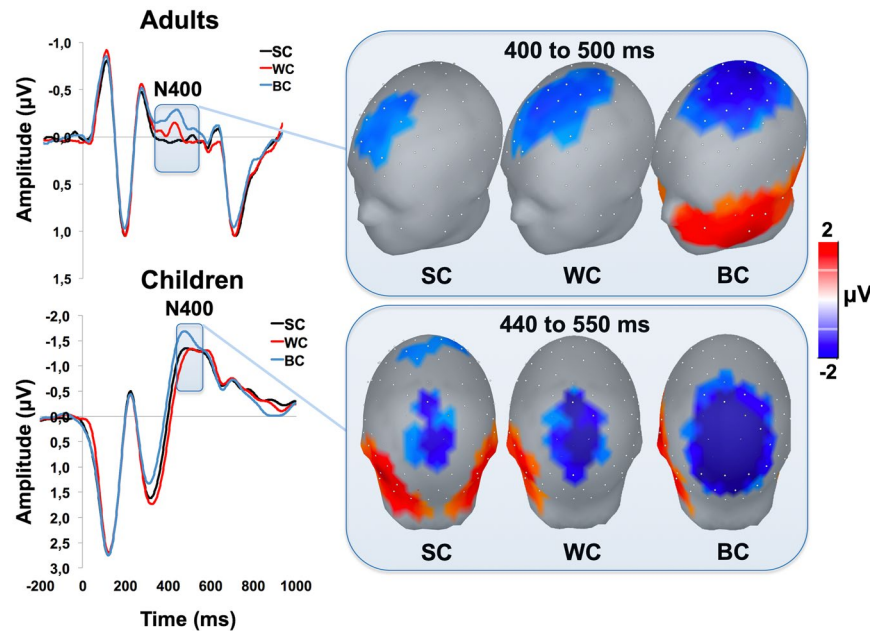 Adults
-1,0
-0,5
0,0
0,5
1,0
1,5
Amplitude (µV)
SC
WC
BC
N400
400 to 500 ms
SC WC BC
Children
N400
-2,0
-1,5
-1,0
-0,5
0
0,5
1,0
1,5
2,0
2,5
3,0
Amplitude (µV)
SC
WC
BC
-200 0 200 400 600 800 1000
Time (ms)
440 to 550 ms
SC WC BC
2
µV
-2